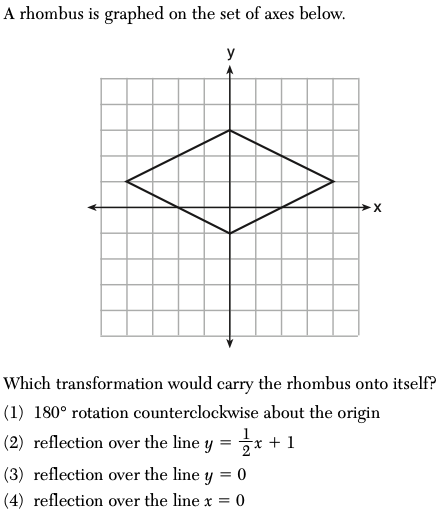 A rhombus is graphed on the set of axes below.
y
x
Which transformation would carry the rhombus onto itself?
(1) 180° rotation counterclockwise about the origin
(2) reflection over the line y = 1/2x + 1
(3) reflection over the line y = 0
(4) reflection over the line x = 0